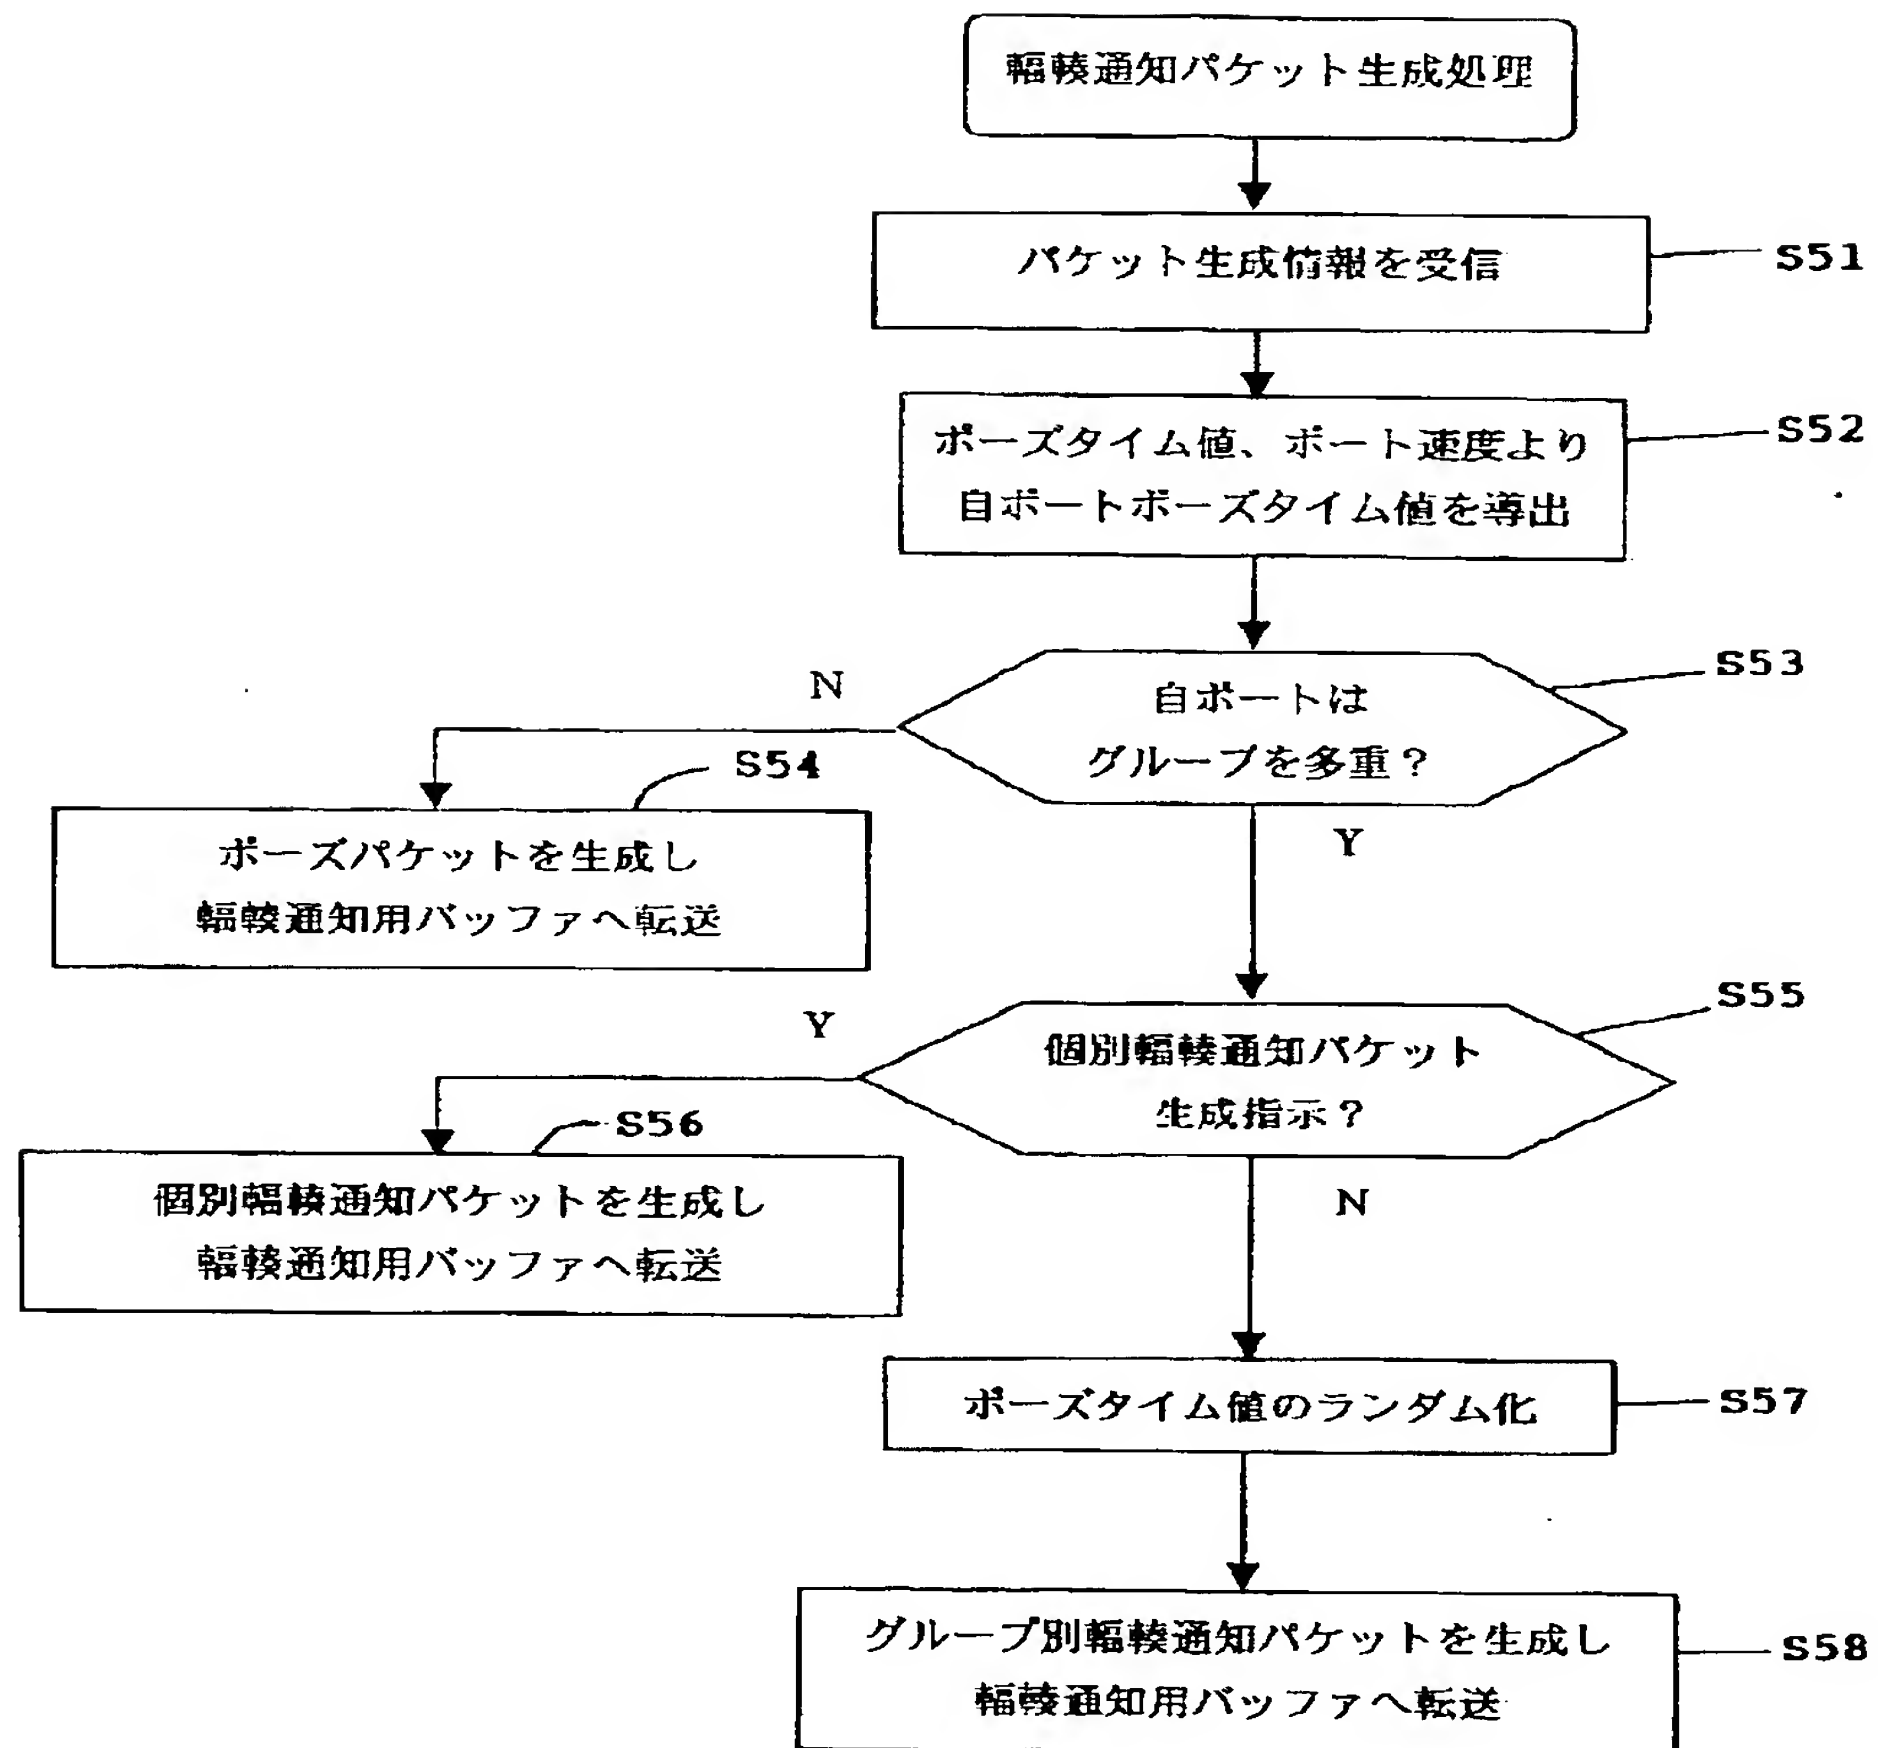 輻輳通知パケット生成処理
パケット生成情報を受信
S51
ポーズタイム値、ポート速度より
自ポートポーズタイム値を導出
S52
自ポートは
グループを多重?
S53
N
Y
S54
ポーズパケットを生成し
輻輳通知用バッファへ転送
個別輻輳通知パケット
生成指示?
S55
Y
N
S56
個別輻輳通知パケットを生成し
輻輳通知用バッファへ転送
ポーズタイム値のランダム化
S57
グループ別輻輳通知パケットを生成し
輻輳通知用バッファへ転送
S58